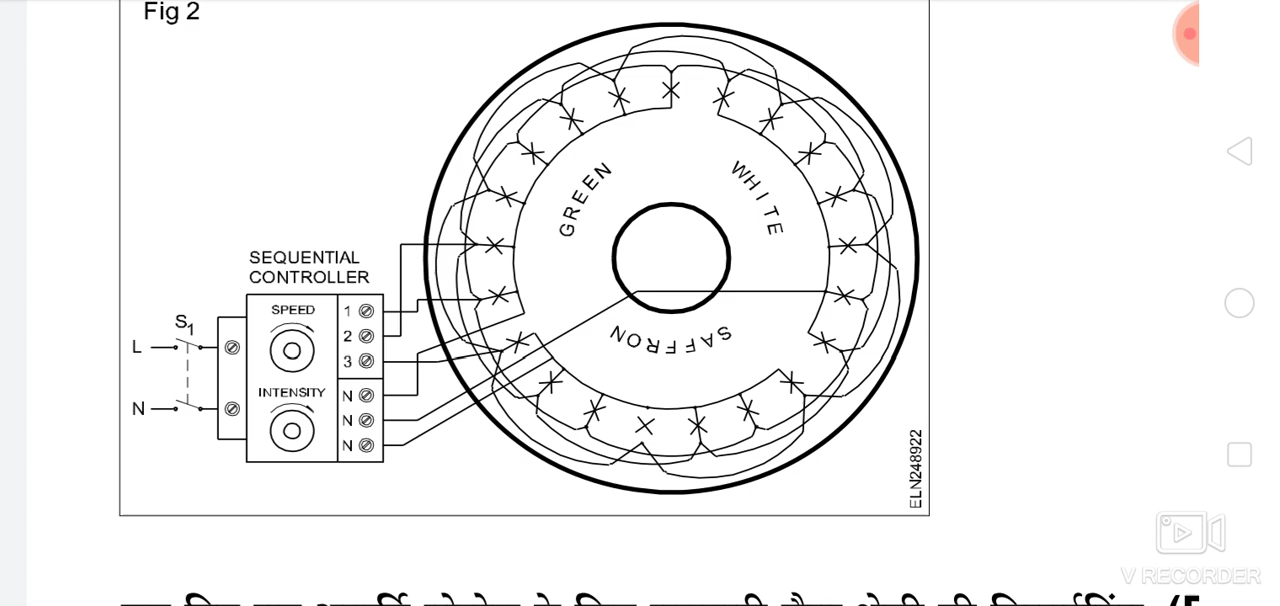 Fig 2
GREEN
WHITE
SAFFRON
SEQUENTIAL
CONTROLLER
SPEED
INTENSITY
1
2
3
N
N
N
S1
L
N
ELN248922
V RECORDER